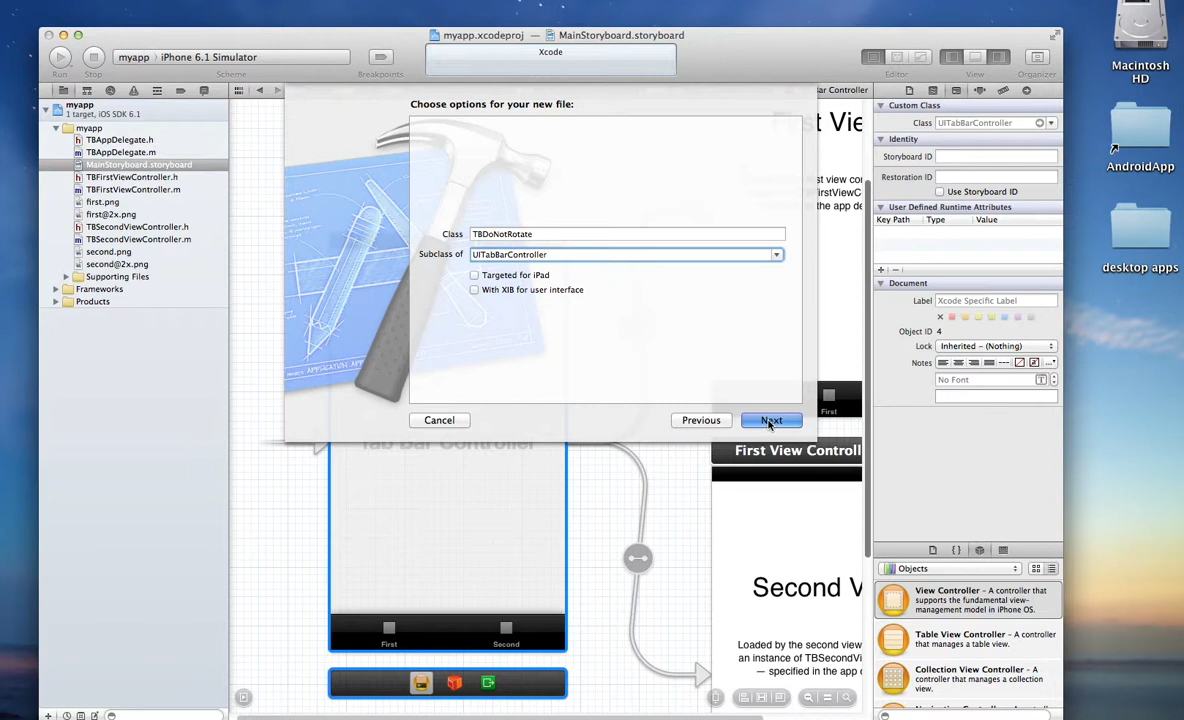 myapp.xcodeproj — MainStoryboard.storyboard
myapp
iPhone 6.1 Simulator
Xcode
Run
Stop
Scheme
Breakpoints
Editor
View
Organizer
Macintosh
HD
AndroidApp
desktop apps
myapp
1 target, iOS SDK 6.1
myapp
TBAppDelegate.h
TBAppDelegate.m
MainStoryboard.storyboard
TBFirstViewController.h
TBFirstViewController.m
first.png
first@2x.png
TBSecondViewController.h
TBSecondViewController.m
second.png
second@2x.png
Supporting Files
Frameworks
Products
Choose options for your new file:
Class
TBDoNotRotate
Subclass of
UITabBarController
Targeted for iPad
With XIB for user interface
Cancel
Previous
Next
Bar Controller
First Vie
Tab Bar Controller
First
Second
First
First View Controll
Second V
Loaded by the second view
an instance of TBSecondVi
— specified in the app d
Custom Class
Class
UITabBarController
Identity
Storyboard ID
Restoration ID
Use Storyboard ID
User Defined Runtime Attributes
Key Path
Type
Value
Document
Label
Xcode Specific Label
Object ID
4
Lock
Inherited – (Nothing)
Notes
No Font
Objects
View Controller – A controller that
supports the fundamental view–
management model in iPhone OS.
Table View Controller – A controller
that manages a table view.
Collection View Controller – A
controller that manages a collection
view.